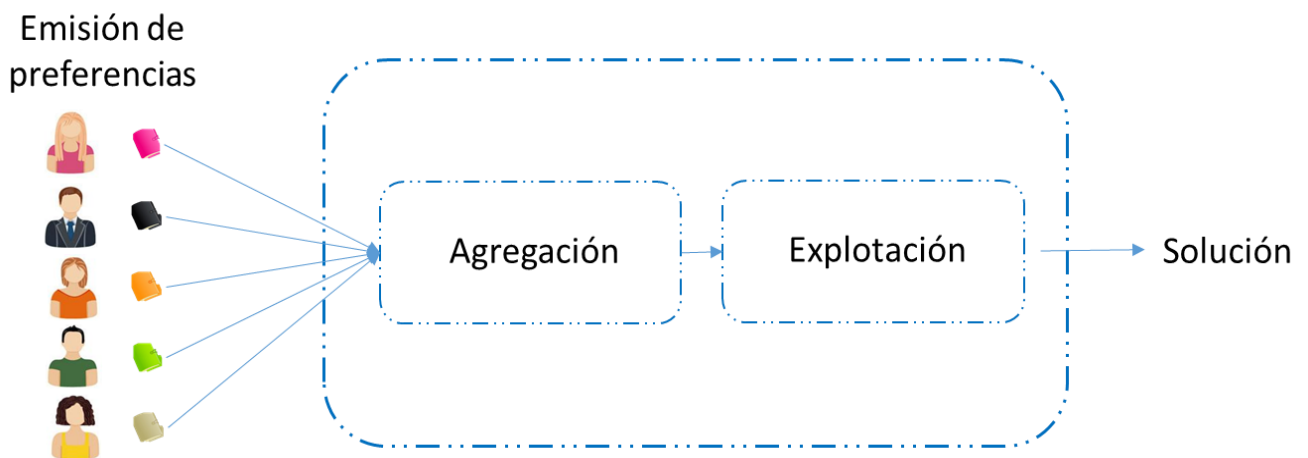 Emisión de
preferencias
Agregación
Explotación
Solución